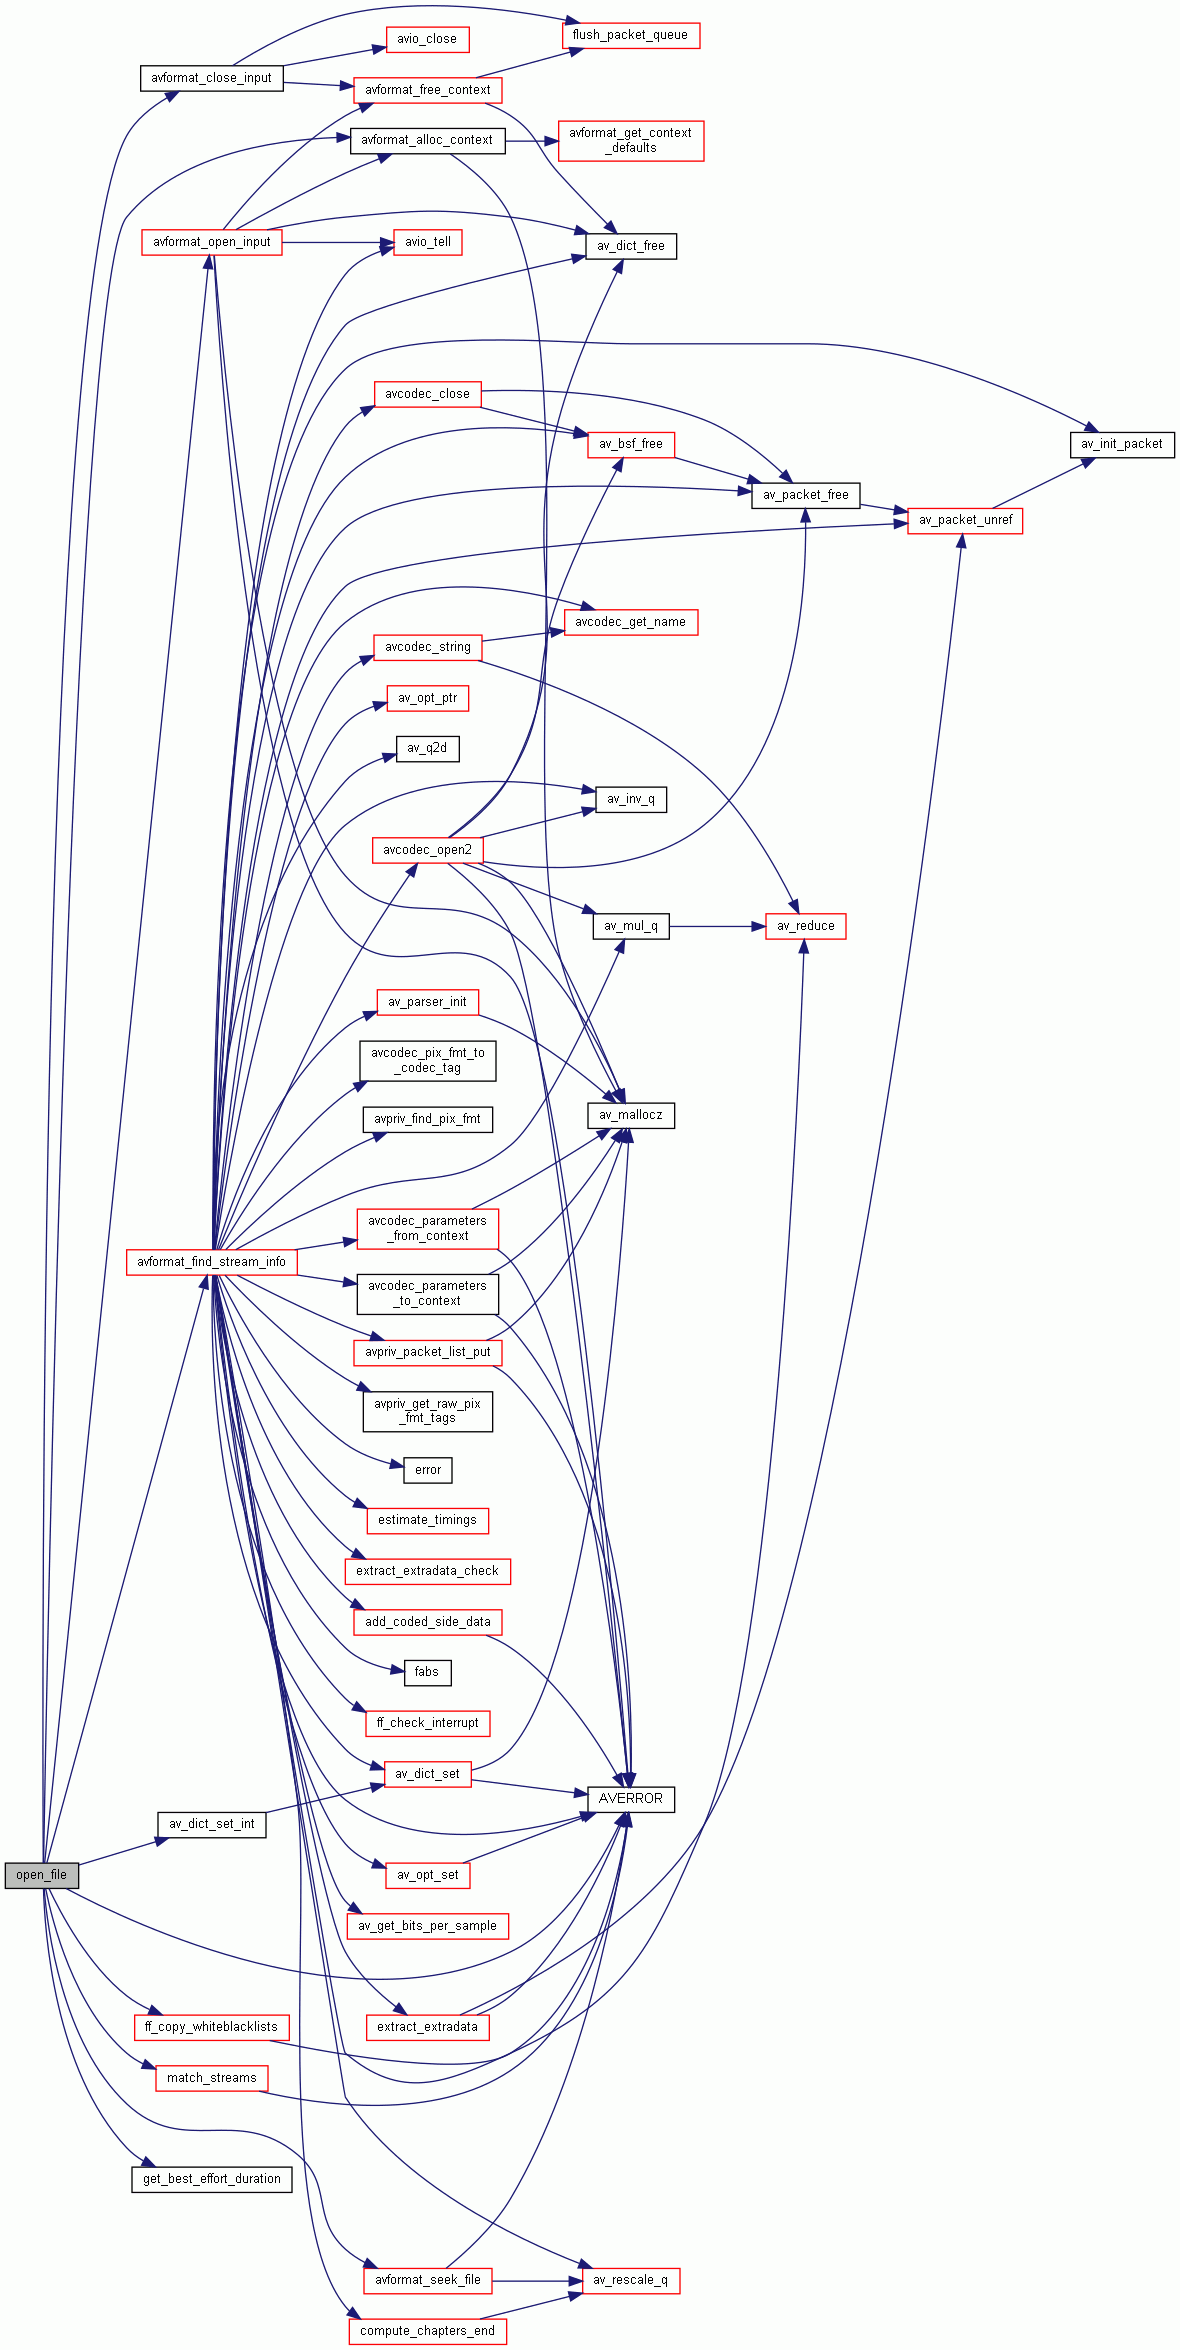 flush_packet_queue
avio_close
avformat_close_input
avformat_free_context
avformat_alloc_context
avformat_get_context
_defaults
avformat_open_input
avio_tell
av_dict_free
avcodec_close
av_bsf_free
av_init_packet
av_packet_free
av_packet_unref
avcodec_get_name
avcodec_string
av_opt_ptr
av_q2d
av_inv_q
avcodec_open2
av_mul_q
av_reduce
av_parser_init
avcodec_pix_fmt_to
_codec_tag
avpriv_find_pix_fmt
av_mallocz
avcodec_parameters
_from_context
avformat_find_stream_info
avcodec_parameters
_to_context
avpriv_packet_list_put
avpriv_get_raw_pix
_fmt_tags
error
estimate_timings
extract_extradata_check
add_coded_side_data
fabs
ff_check_interrupt
av_dict_set
AVERROR
av_dict_set_int
open_file
av_opt_set
av_get_bits_per_sample
ff_copy_whiteblacklists
extract_extradata
match_streams
get_best_effort_duration
avformat_seek_file
av_rescale_q
compute_chapters_end